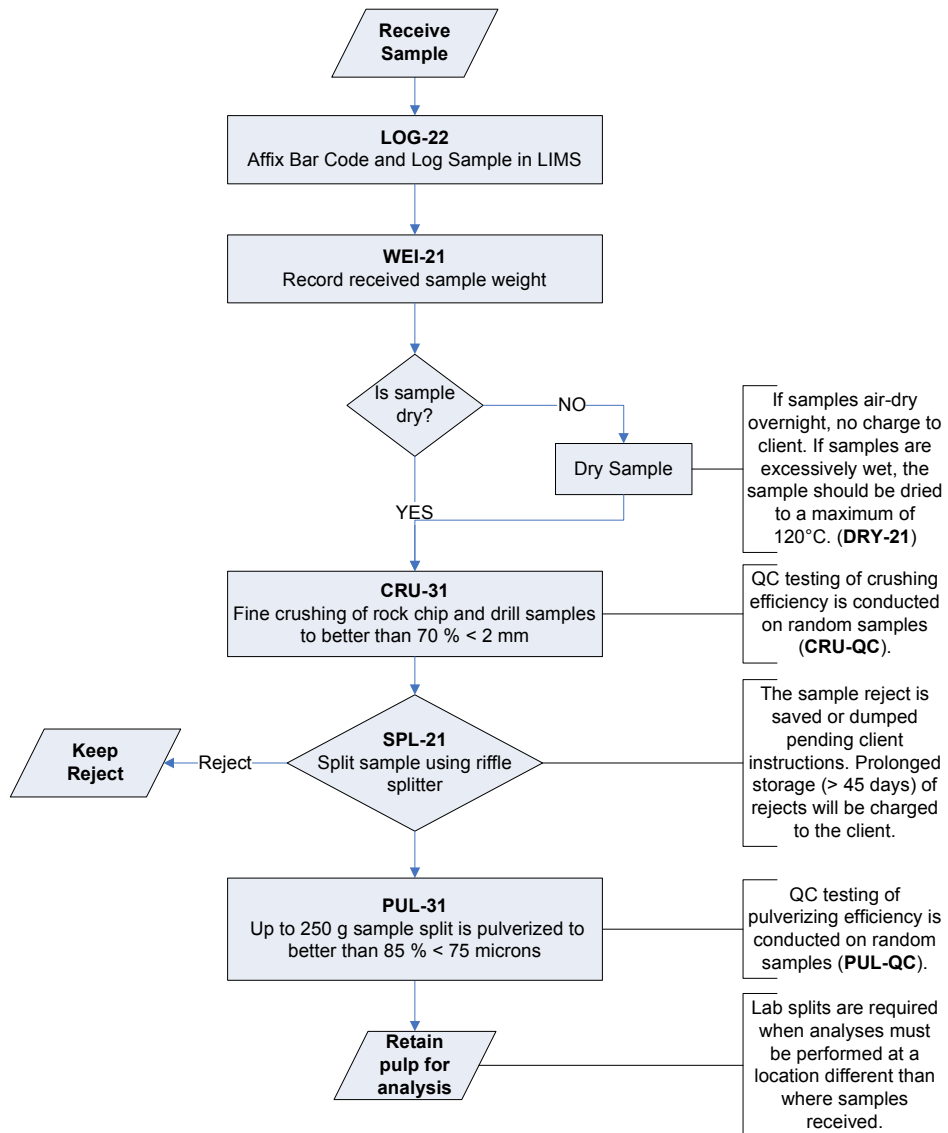 Receive
Sample
LOG-22
Affix Bar Code and Log Sample in LIMS
WEI-21
Record received sample weight
Is sample
dry?
NO
Dry Sample
If samples air-dry
overnight, no charge to
client. If samples are
excessively wet, the
sample should be dried
to a maximum of
120°C. (DRY-21)
YES
CRU-31
Fine crushing of rock chip and drill samples
to better than 70 % < 2 mm
QC testing of crushing
efficiency is conducted
on random samples
(CRU-QC).
SPL-21
Split sample using riffle
splitter
Reject
Keep
Reject
The sample reject is
saved or dumped
pending client
instructions. Prolonged
storage (> 45 days) of
rejects will be charged
to the client.
PUL-31
Up to 250 g sample split is pulverized to
better than 85 % < 75 microns
QC testing of
pulverizing efficiency is
conducted on random
samples (PUL-QC).
Retain
pulp for
analysis
Lab splits are required
when analyses must
be performed at a
location different than
where samples
received.